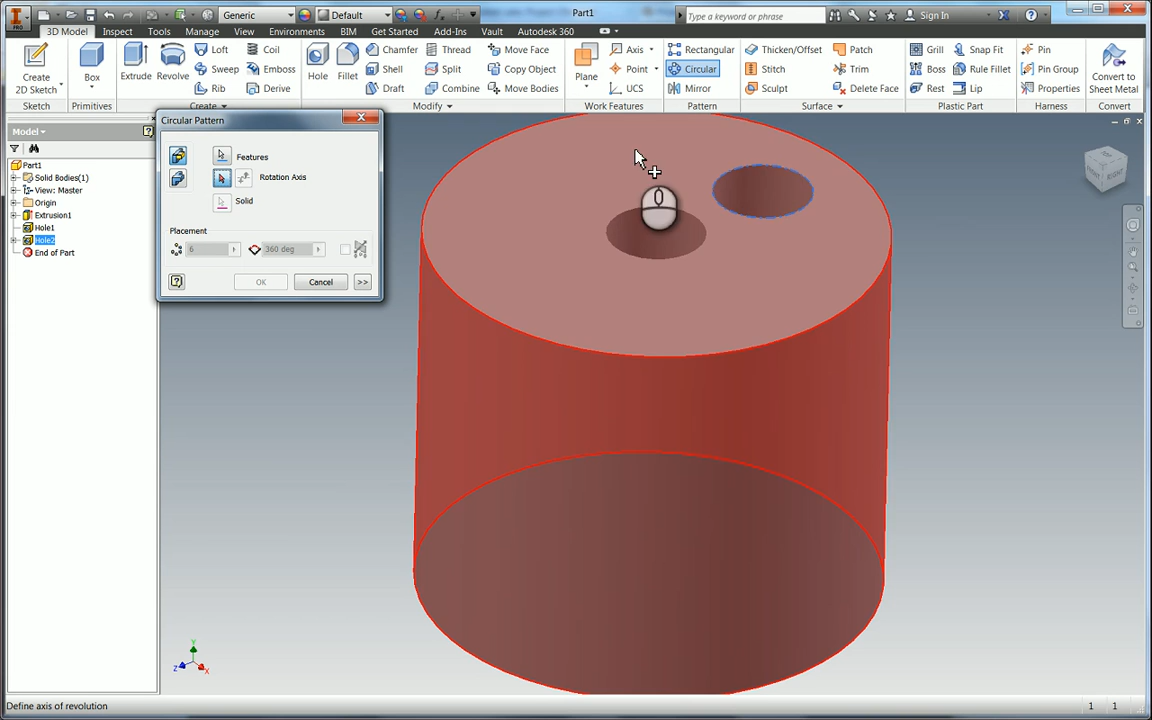 PRO
Generic
Default
Part1
Type a keyword or phrase
Sign In
3D Model
Inspect
Tools
Manage
View
Environments
BIM
Get Started
Add-Ins
Vault
Autodesk 360
Create
2D Sketch
Box
Extrude
Revolve
Loft
Coil
Sweep
Emboss
Rib
Derive
Hole
Fillet
Chamfer
Thread
Move Face
Shell
Split
Copy Object
Draft
Combine
Move Bodies
Plane
Axis
Point
UCS
Rectangular
Circular
Mirror
Thicken/Offset
Patch
Stitch
Trim
Sculpt
Delete Face
Grill
Snap Fit
Boss
Rule Fillet
Rest
Lip
Pin
Pin Group
Properties
Convert to
Sheet Metal
Sketch
Primitives
Create
Modify
Work Features
Pattern
Surface
Plastic Part
Harness
Convert
Model
Part1
Solid Bodies(1)
View: Master
Origin
Extrusion1
Hole1
Hole2
End of Part
Circular Pattern
Features
Rotation Axis
Solid
Placement
6
360 deg
OK
Cancel
>>
FRONT
RIGHT
Y
Z
X
Define axis of revolution
1
1